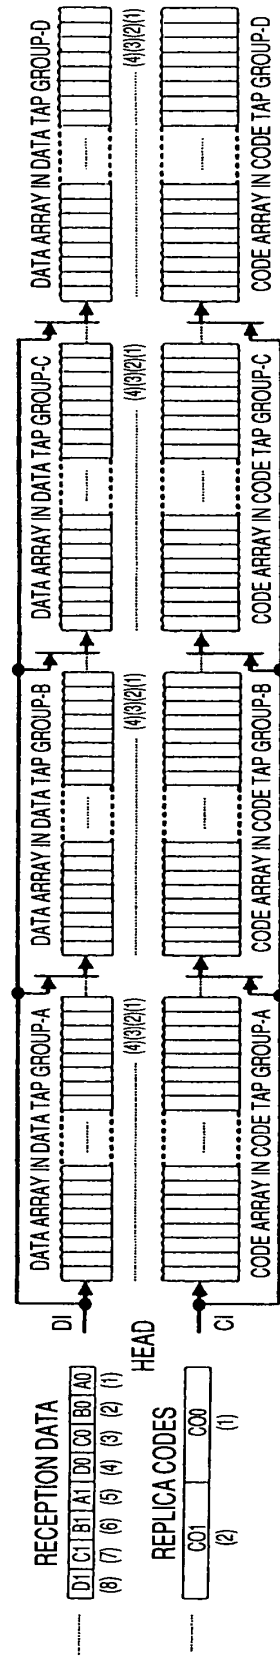 RECEPTION DATA
D1 C1 B1 A1 D0 C0 B0 A0
(8) (7) (6) (5) (4) (3) (2) (1)
HEAD
REPLICA CODES
CO1 CO0
(2) (1)
DI
CI
DATA ARRAY IN DATA TAP GROUP-A
(4)(3)(2)(1)
CODE ARRAY IN CODE TAP GROUP-A
DATA ARRAY IN DATA TAP GROUP-B
(4)(3)(2)(1)
CODE ARRAY IN CODE TAP GROUP-B
DATA ARRAY IN DATA TAP GROUP-C
(4)(3)(2)(1)
CODE ARRAY IN CODE TAP GROUP-C
DATA ARRAY IN DATA TAP GROUP-D
(4)(3)(2)(1)
CODE ARRAY IN CODE TAP GROUP-D